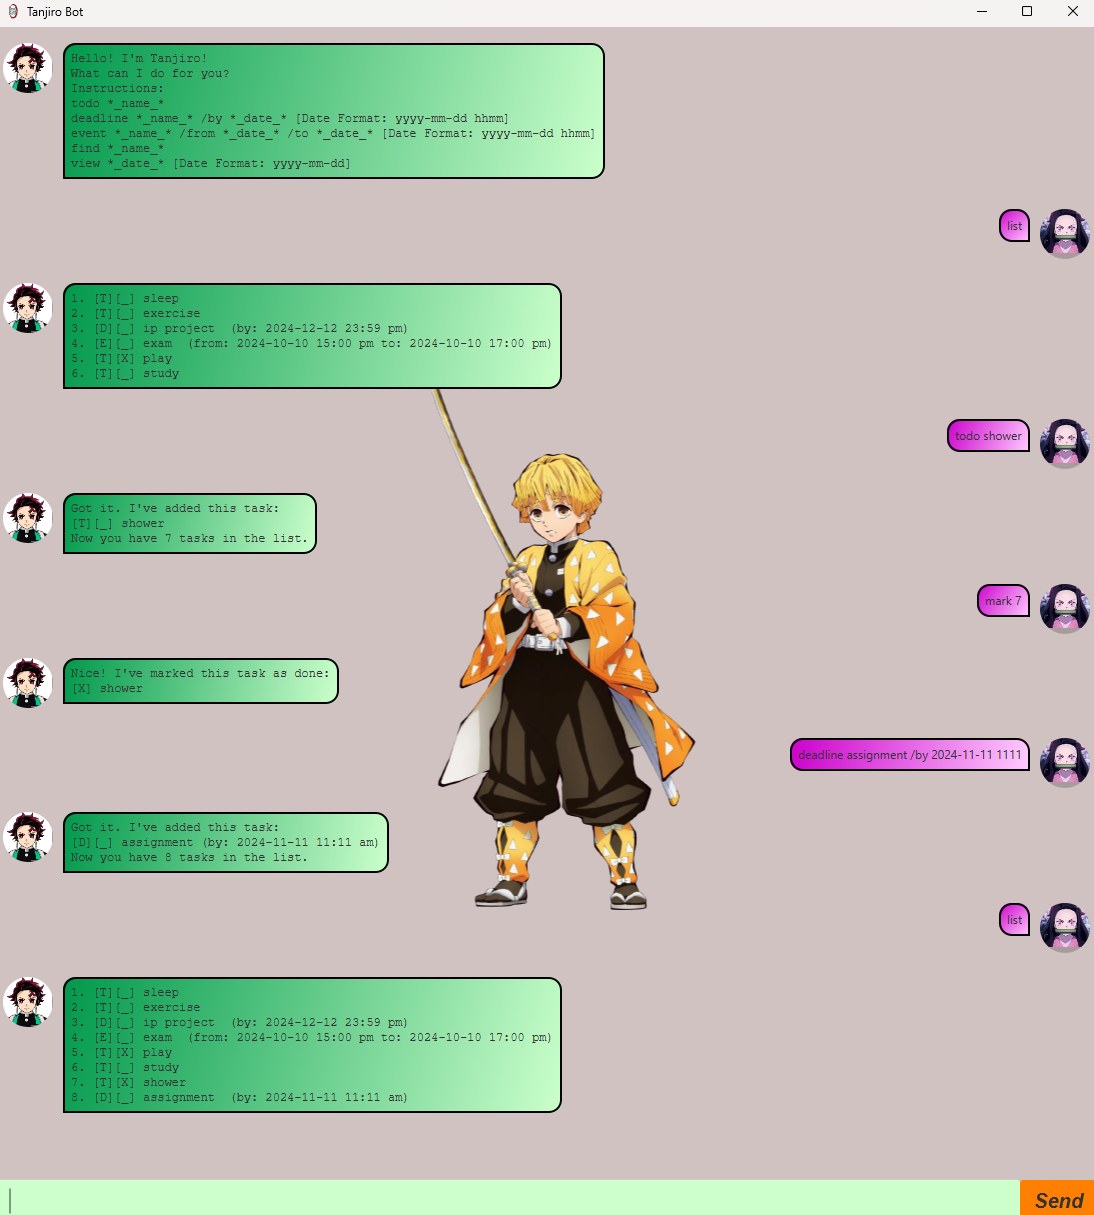 Tanjiro Bot
Hello! I'm Tanjiro!
What can I do for you?
Instructions:
todo *_name_*
deadline *_name_* /by *_date_* [Date Format: yyyy-mm-dd hhmm]
event *_name_* /from *_date_* /to *_date_* [Date Format: yyyy-mm-dd hhmm]
find *_name_*
view *_date_* [Date Format: yyyy-mm-dd]
list
1. [T][_] sleep
2. [T][_] exercise
3. [D][_] ip project  (by: 2024-12-12 23:59 pm)
4. [E][_] exam  (from: 2024-10-10 15:00 pm to: 2024-10-10 17:00 pm)
5. [T][X] play
6. [T][_] study
todo shower
Got it. I've added this task:
[T][_] shower
Now you have 7 tasks in the list.
mark 7
Nice! I've marked this task as done:
[X] shower
deadline assignment /by 2024-11-11 1111
Got it. I've added this task:
[D][_] assignment (by: 2024-11-11 11:11 am)
Now you have 8 tasks in the list.
list
1. [T][_] sleep
2. [T][_] exercise
3. [D][_] ip project  (by: 2024-12-12 23:59 pm)
4. [E][_] exam  (from: 2024-10-10 15:00 pm to: 2024-10-10 17:00 pm)
5. [T][X] play
6. [T][_] study
7. [T][X] shower
8. [D][_] assignment  (by: 2024-11-11 11:11 am)
Send